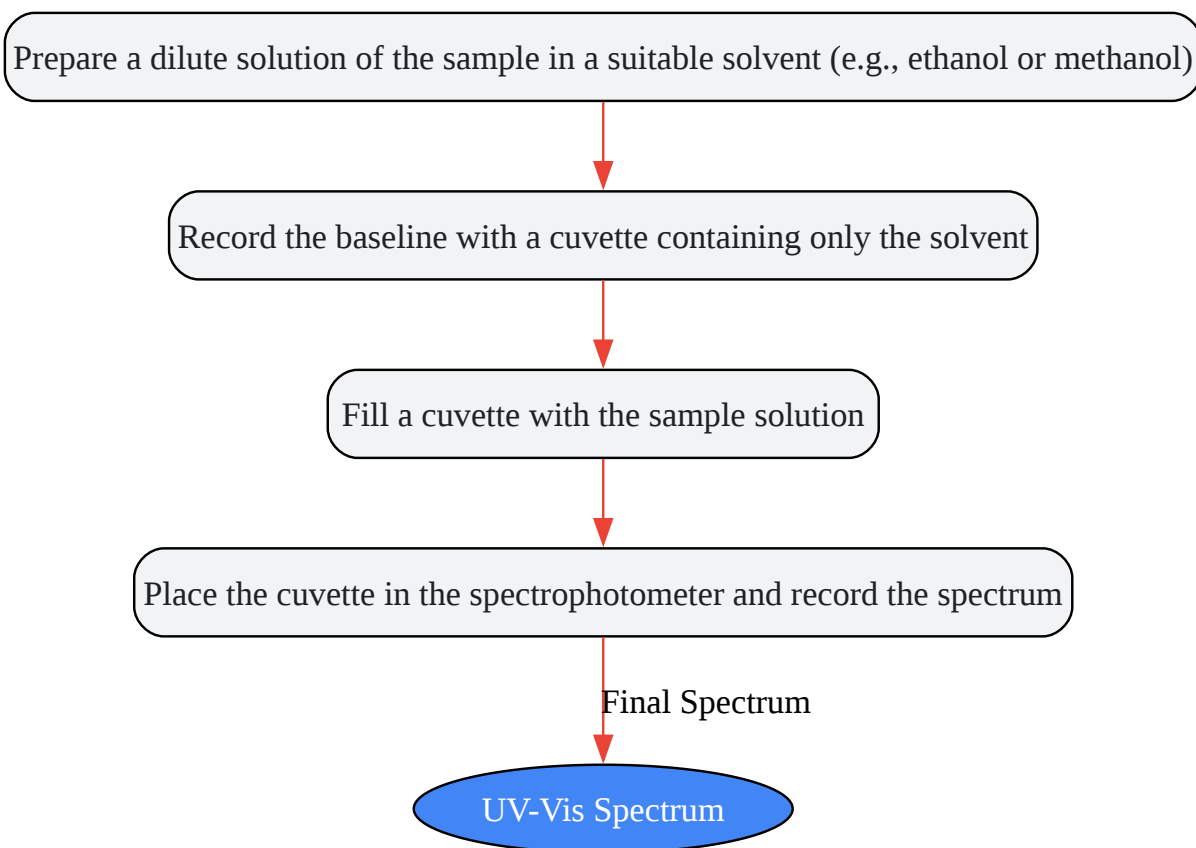 Prepare a dilute solution of the sample in a suitable solvent (e.g., ethanol or methanol)
Record the baseline with a cuvette containing only the solvent
Fill a cuvette with the sample solution
Place the cuvette in the spectrophotometer and record the spectrum
Final Spectrum
UV-Vis Spectrum